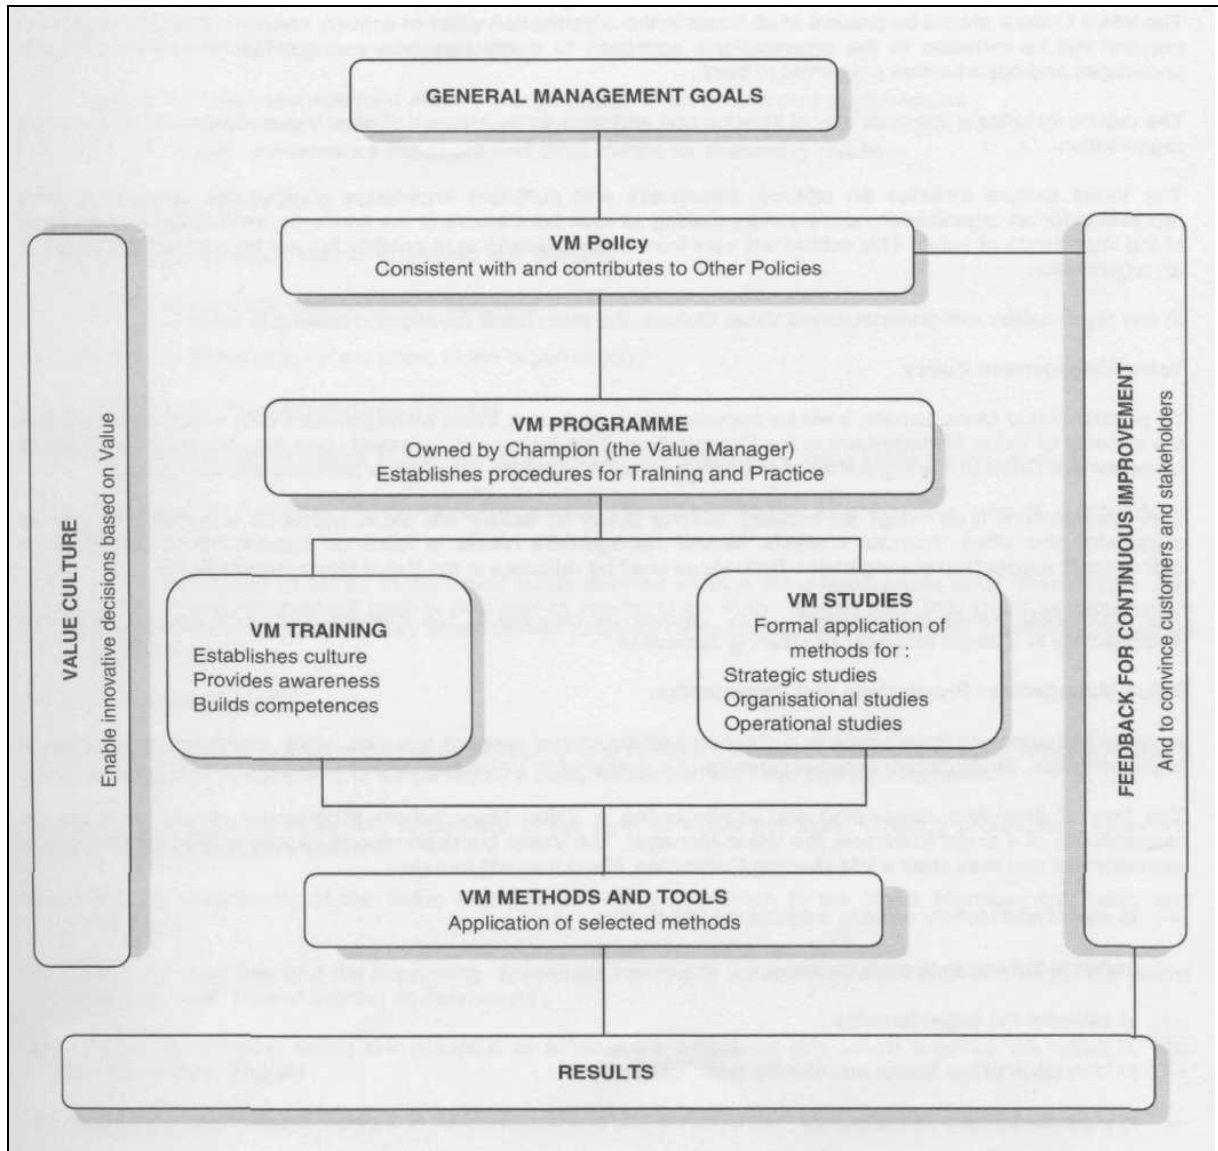 GENERAL MANAGEMENT GOALS
VM Policy
Consistent with and contributes to Other Policies
VM PROGRAMME
Owned by Champion (the Value Manager)
Establishes procedures for Training and Practice
VALUE CULTURE
Enable innovative decisions based on Value
VM TRAINING
Establishes culture
Provides awareness
Builds competences
VM STUDIES
Formal application of
methods for :
Strategic studies
Organisational studies
Operational studies
FEEDBACK FOR CONTINUOUS IMPROVEMENT
And to convince customers and stakeholders
VM METHODS AND TOOLS
Application of selected methods
RESULTS